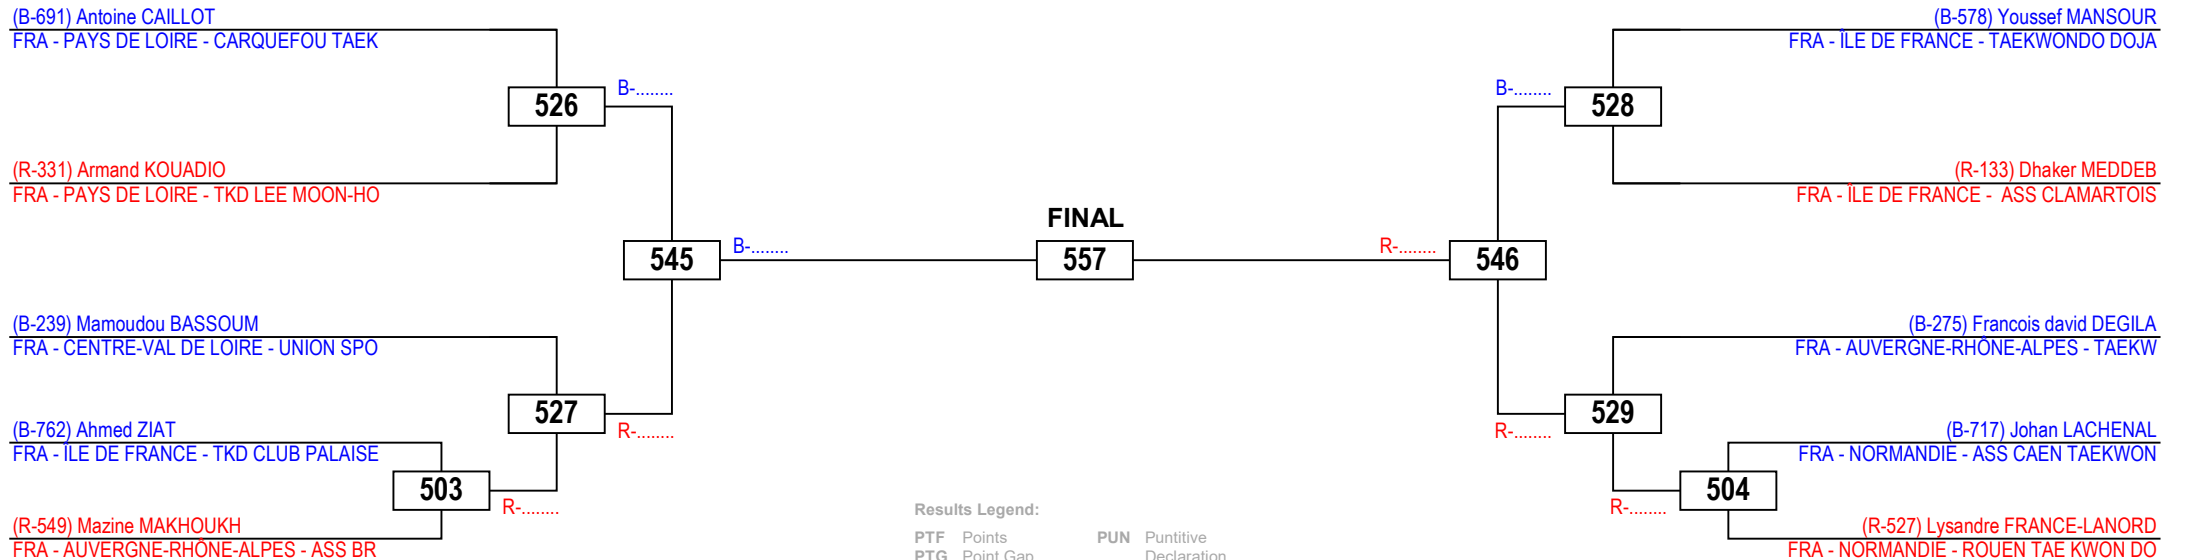 (B-691) Antoine CAILLOT
FRA - PAYS DE LOIRE - CARQUEFOU TAEK
526
B-........
(R-331) Armand KOUADIO
FRA - PAYS DE LOIRE - TKD LEE MOON-HO
545
B-........
(B-239) Mamoudou BASSOUM
FRA - CENTRE-VAL DE LOIRE - UNION SPO
527
R-........
(B-762) Ahmed ZIAT
FRA - ÎLE DE FRANCE - TKD CLUB PALAISE
503
R-........
(R-549) Mazine MAKHOUKH
FRA - AUVERGNE-RHÔNE-ALPES - ASS BR
FINAL
557
(B-578) Youssef MANSOUR
FRA - ÎLE DE FRANCE - TAEKWONDO DOJA
B-........
528
(R-133) Dhaker MEDDEB
FRA - ÎLE DE FRANCE - ASS CLAMARTOIS
R-........
546
(B-275) Francois david DEGILA
FRA - AUVERGNE-RHÔNE-ALPES - TAEKW
R-........
529
(B-717) Johan LACHENAL
FRA - NORMANDIE - ASS CAEN TAEKWON
R-........
504
(R-527) Lysandre FRANCE-LANORD
FRA - NORMANDIE - ROUEN TAE KWON DO
Results Legend:
PTF Points PUN Puntitive
PTG Point Gap Declaration